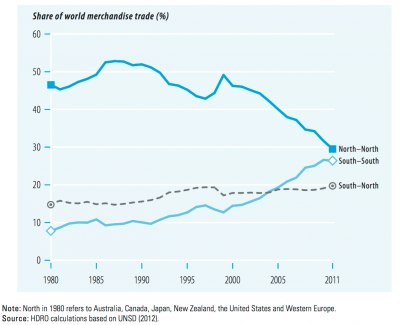 Share of world merchandise trade (%)
60
50
40
30
20
10
0
North–North
South–South
South–North
1980 1985 1990 1995 2000 2005 2011
Note: North in 1980 refers to Australia, Canada, Japan, New Zealand, the United States and Western Europe.
Source: HDRO calculations based on UNSD (2012).